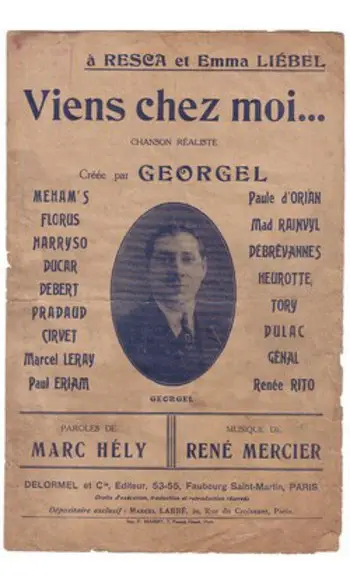 à RESCA et Emma LIÉBEL
Viens chez moi...
CHANSON RÉALISTE
Créée par GEORGEL
MEHAM'S
FLORUS
HARRYSO
DUCAR
DEBERT
PRADAUD
CIRVET
Marcel LERAY
Paul ERIAM
Paule d'ORIAN
Mad RAINVYL
DEBRÉVANNES
HEUROTTE,
TORY
DULAC
GÉNAL
Renée RITO
GEORGEL
PAROLES DE
MARC HÉLY
MUSIQUE DE
RENÉ MERCIER
DELORMEL et Cie, Editeur, 53-55, Faubourg Saint-Martin, PARIS
Droits d'exécution, traduction et reproduction réservés
Dépositaire exclusif : MARCEL LABBÉ, 20, Rue du Croissant, Paris.